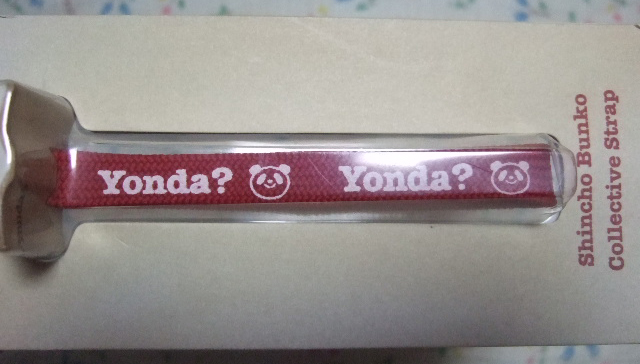 Yonda? Yonda?
Shincho Bunko
Collective Strap